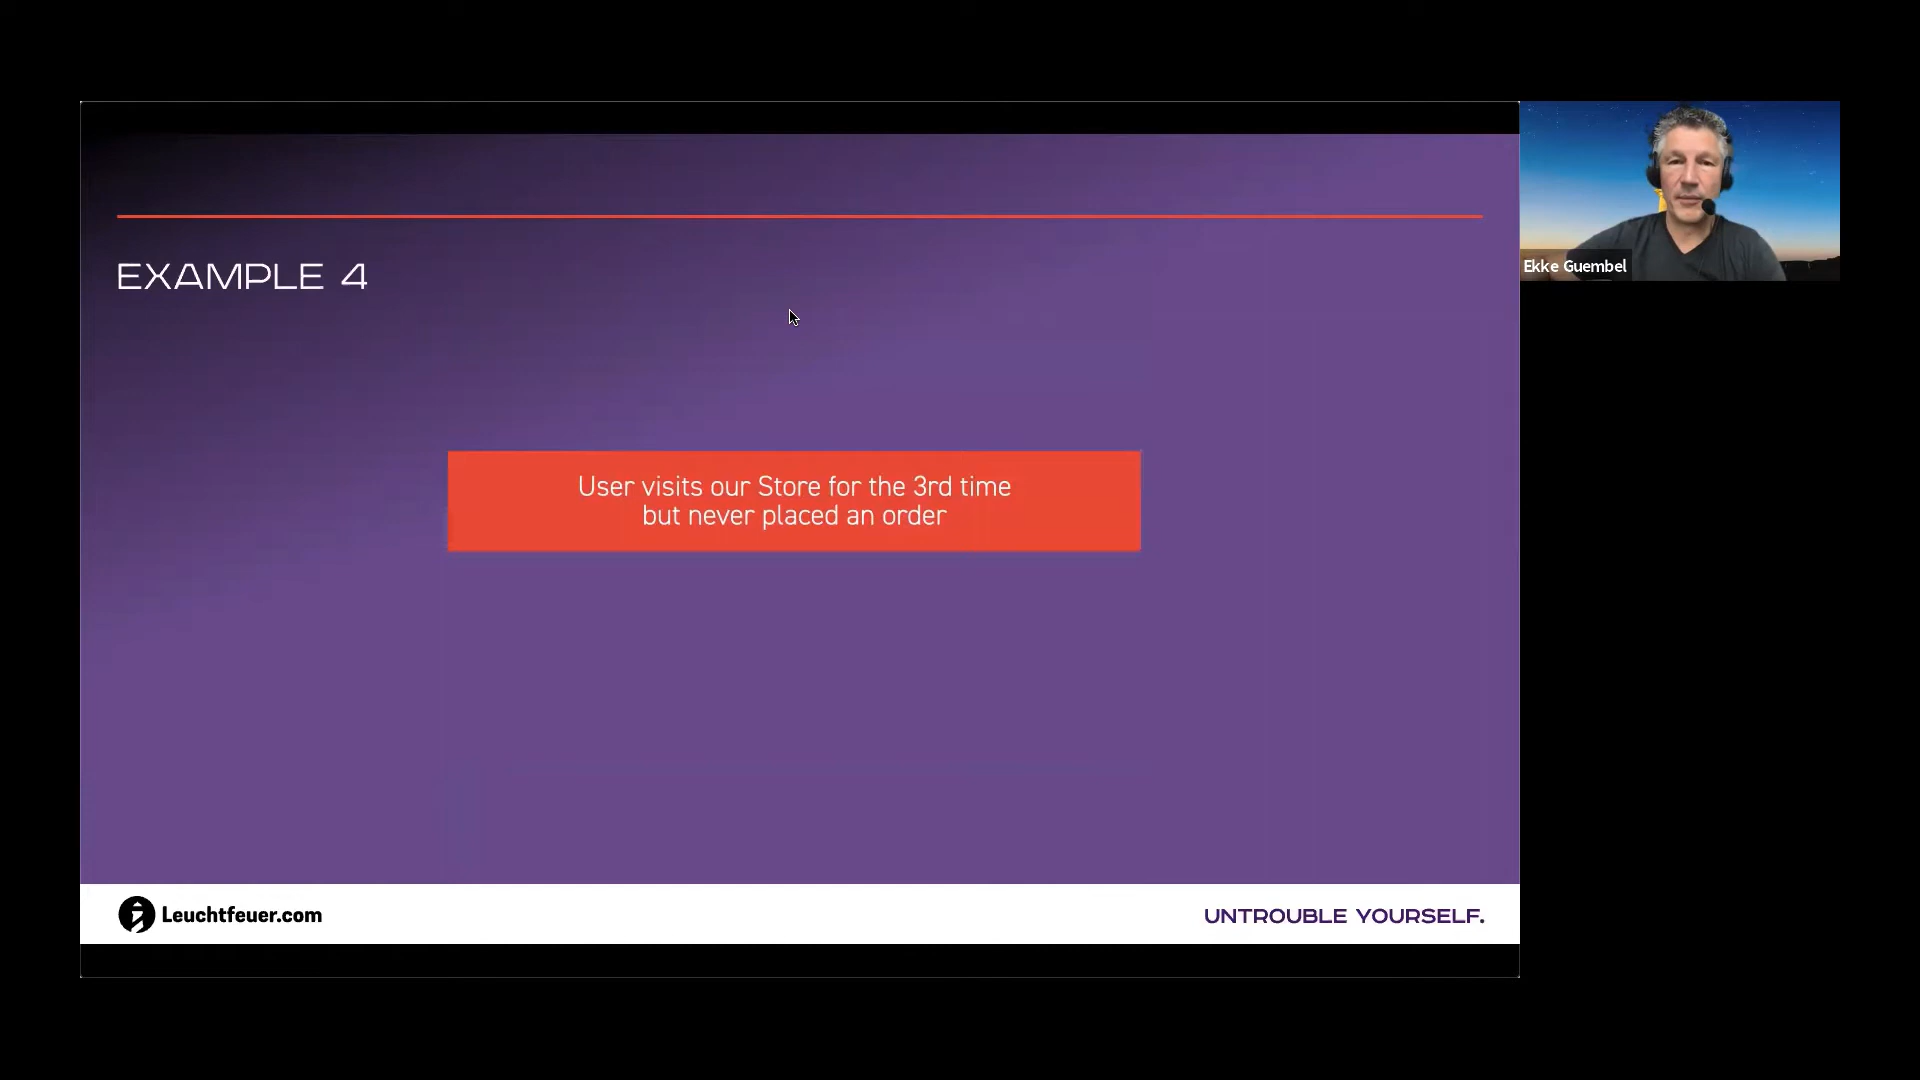 EXAMPLE 4
User visits our Store for the 3rd time
but never placed an order
Leuchtfeuer.com
UNTROUBLE YOURSELF.
Ekke Guembel